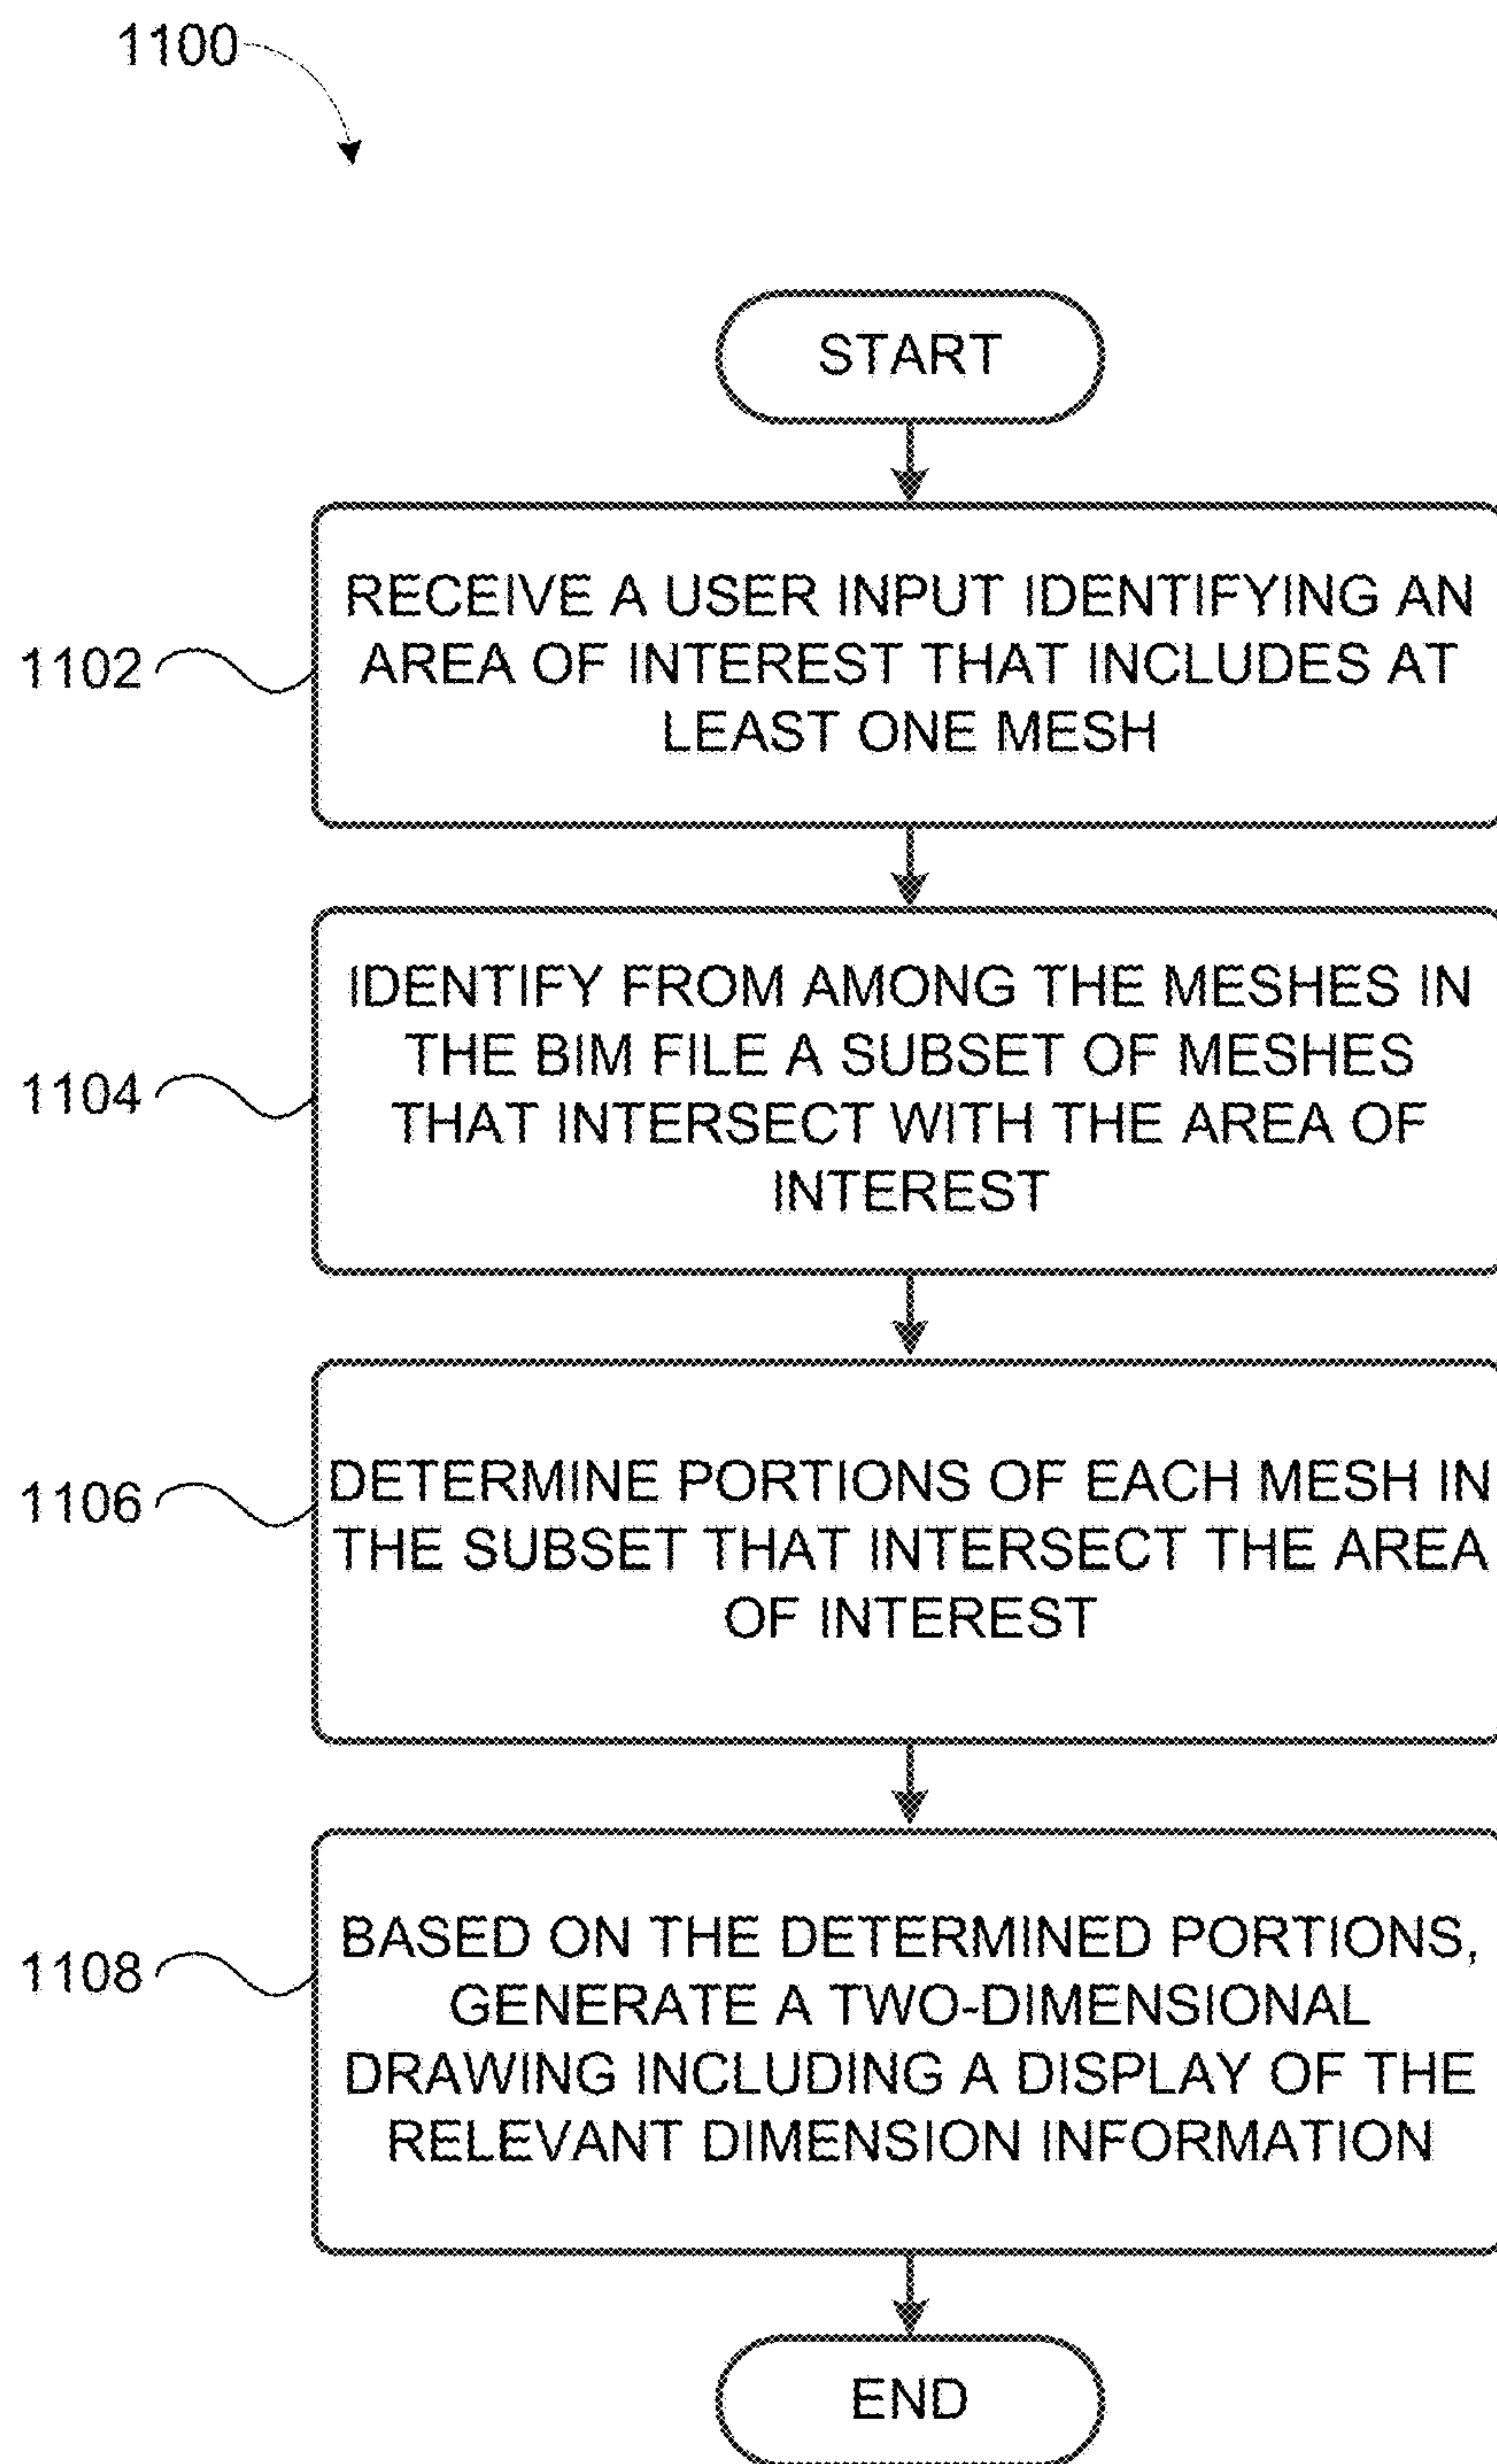 1100
START
1102
RECEIVE A USER INPUT IDENTIFYING AN
AREA OF INTEREST THAT INCLUDES AT
LEAST ONE MESH
1104
IDENTIFY FROM AMONG THE MESHES IN
THE BIM FILE A SUBSET OF MESHES
THAT INTERSECT WITH THE AREA OF
INTEREST
1106
DETERMINE PORTIONS OF EACH MESH IN
THE SUBSET THAT INTERSECT THE AREA
OF INTEREST
1108
BASED ON THE DETERMINED PORTIONS,
GENERATE A TWO-DIMENSIONAL
DRAWING INCLUDING A DISPLAY OF THE
RELEVANT DIMENSION INFORMATION
END